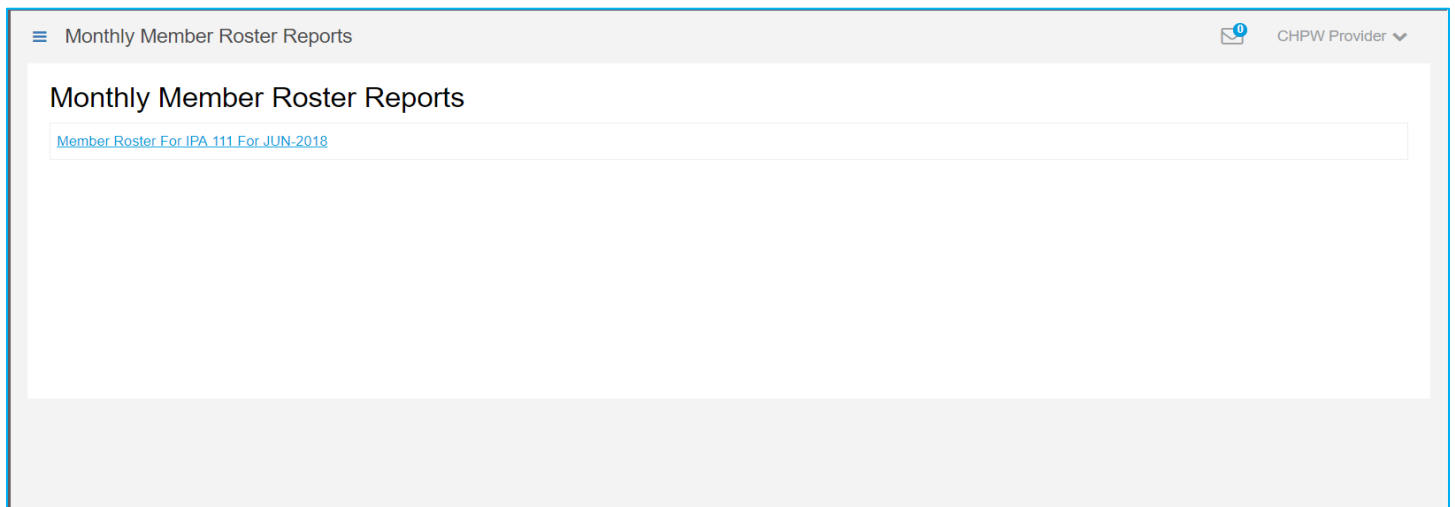 Monthly Member Roster Reports
0
CHPW Provider
Monthly Member Roster Reports
Member Roster For IPA 111 For JUN-2018